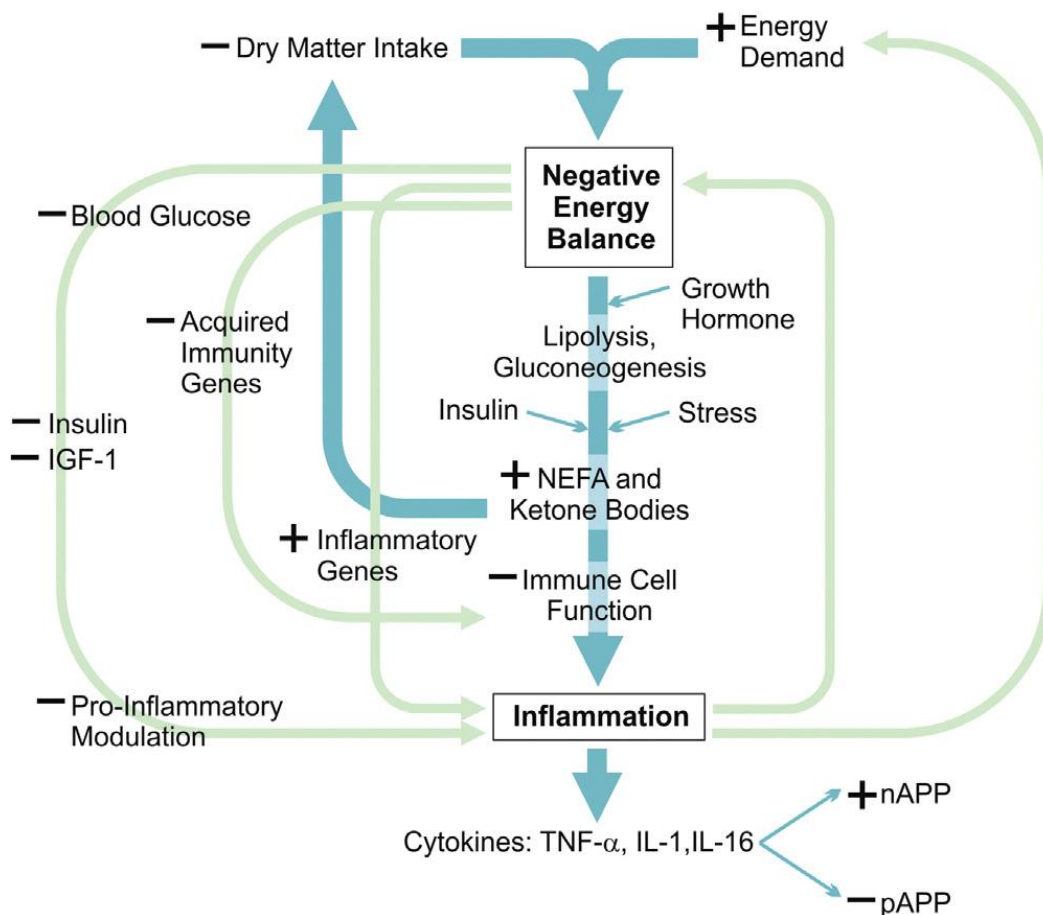 − Dry Matter Intake
+ Energy
Demand
Negative
Energy
Balance
− Blood Glucose
Growth
Hormone
− Acquired
Immunity
Genes
Lipolysis,
Gluconeogenesis
− Insulin
− IGF-1
Insulin
Stress
+ NEFA and
Ketone Bodies
+ Inflammatory
Genes
− Immune Cell
Function
− Pro-Inflammatory
Modulation
Inflammation
Cytokines: TNF-α, IL-1,IL-16
+ nAPP
− pAPP